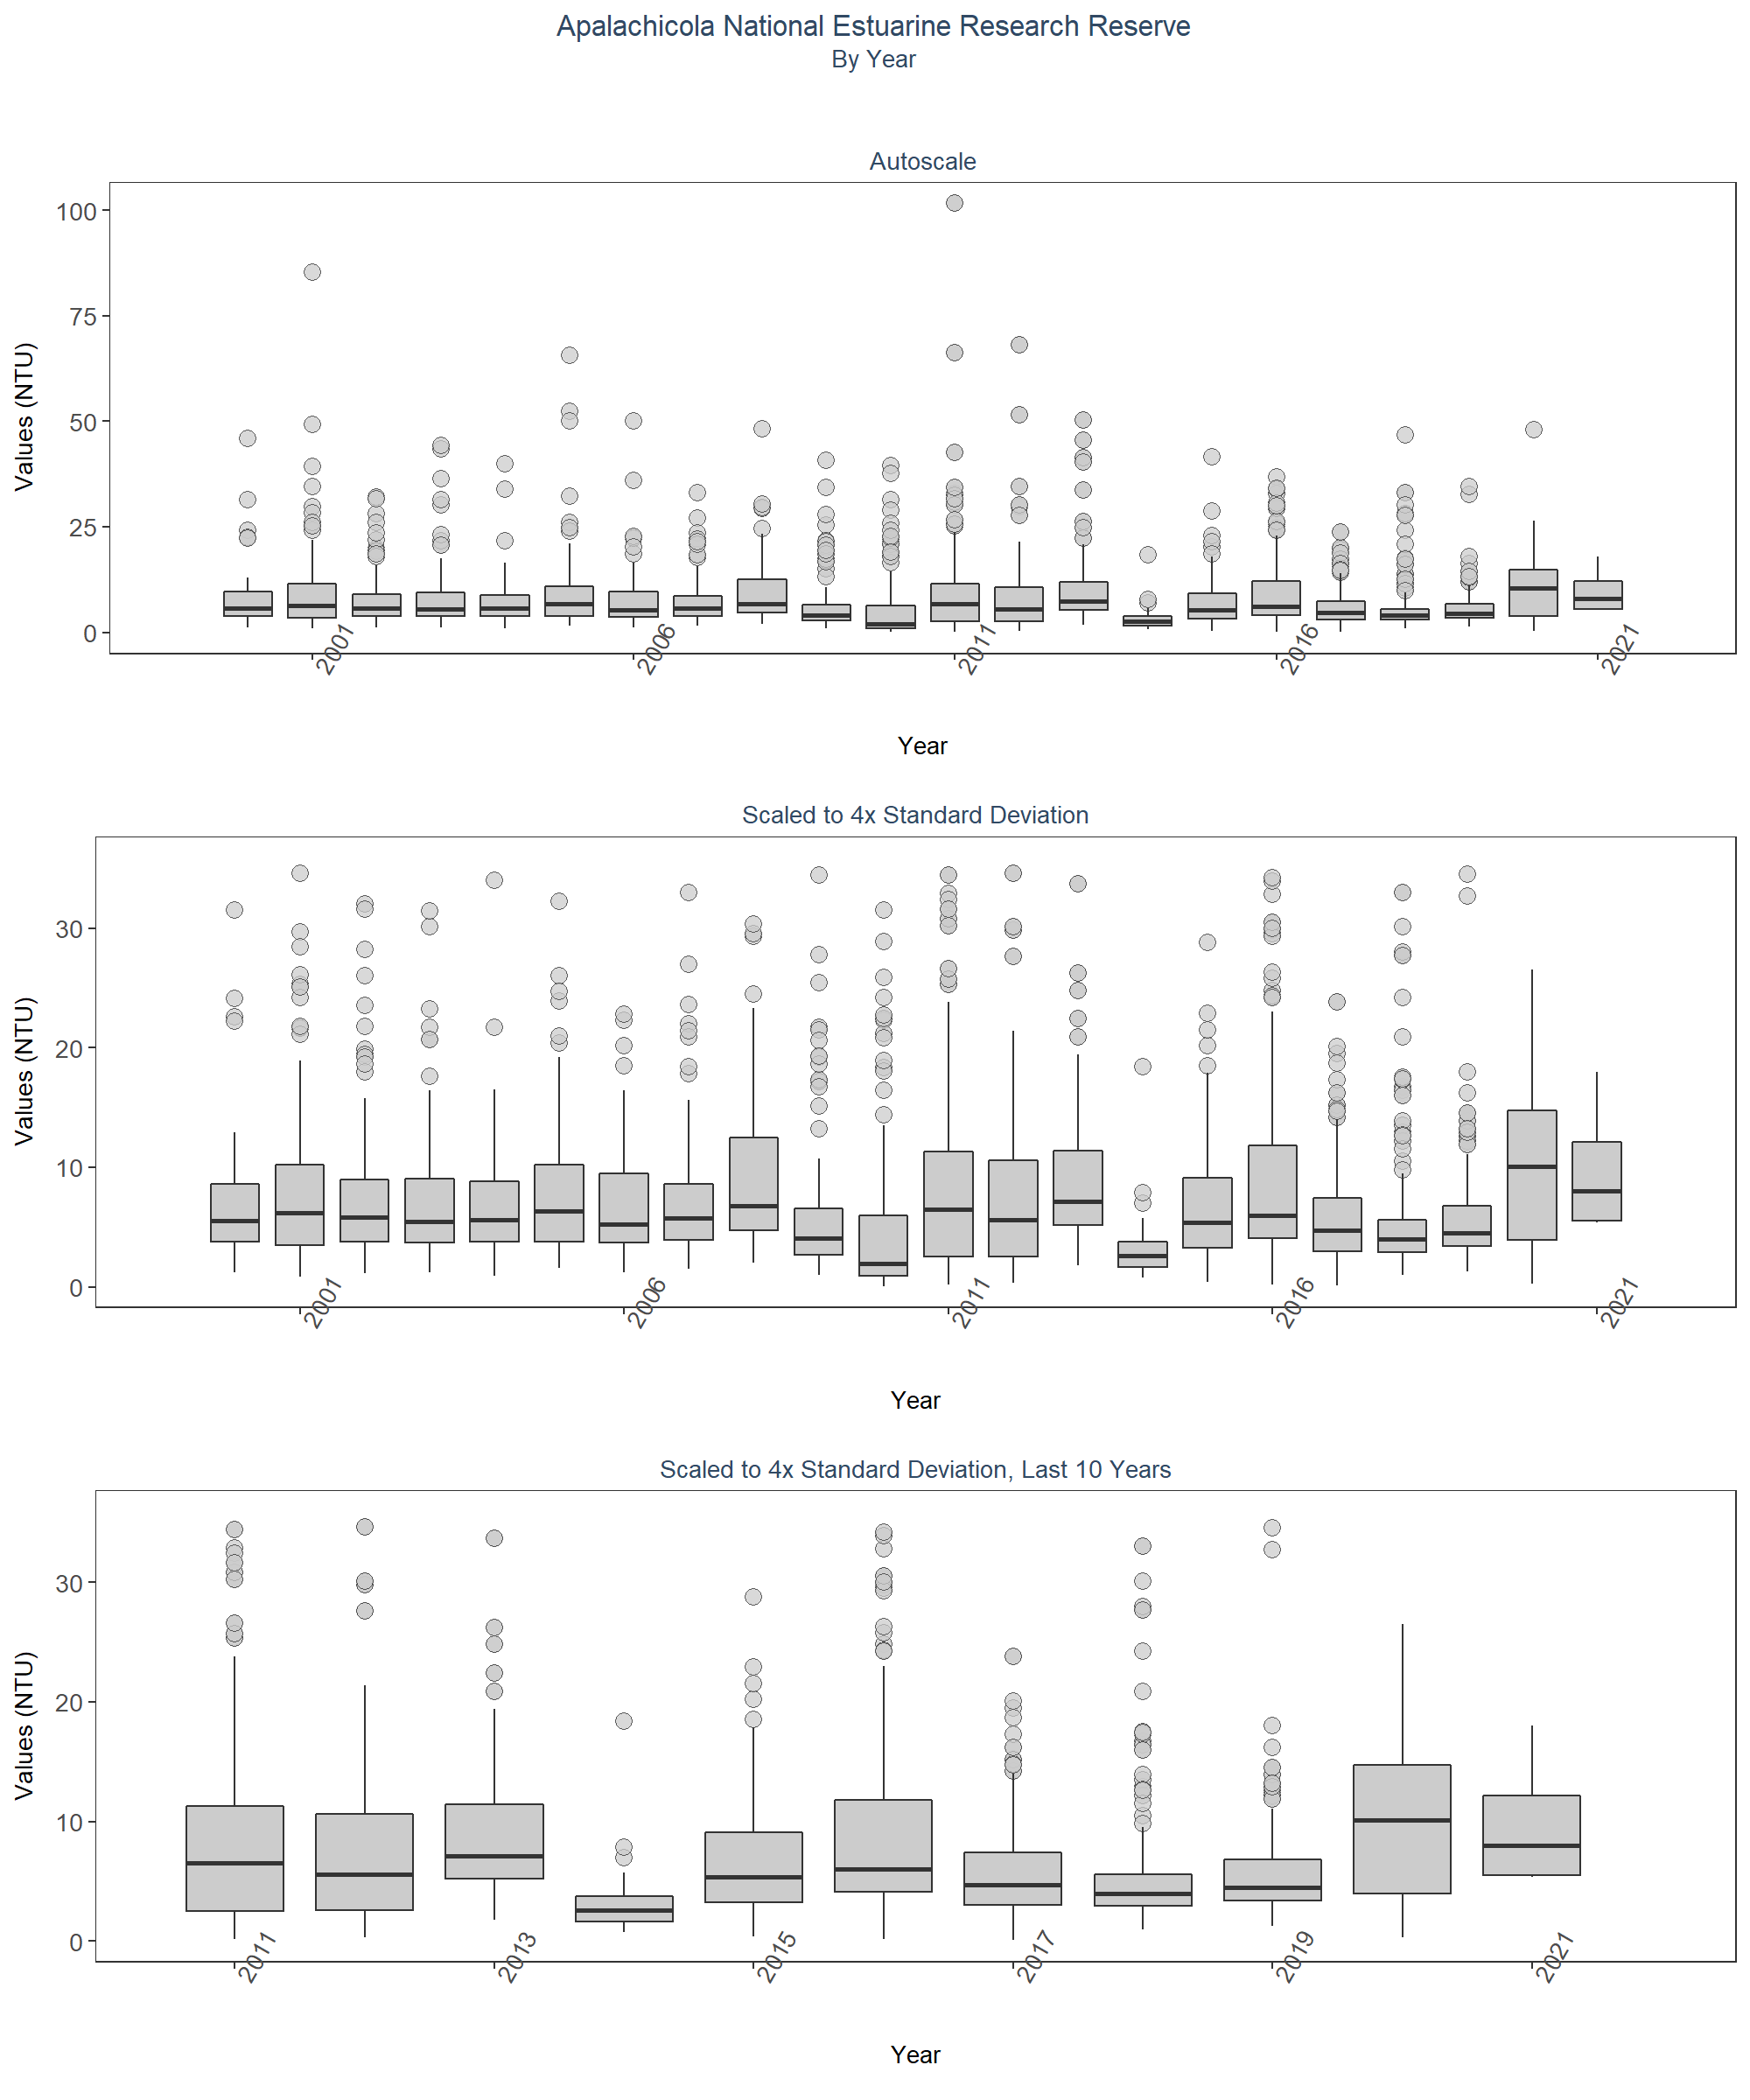 Apalachicola National Estuarine Research Reserve
By Year
Autoscale
Values (NTU)
100
75
50
25
0
2001
2006
2011
2016
2021
Year
Scaled to 4x Standard Deviation
Values (NTU)
30
20
10
0
2001
2006
2011
2016
2021
Year
Scaled to 4x Standard Deviation, Last 10 Years
Values (NTU)
30
20
10
0
2011
2013
2015
2017
2019
2021
Year